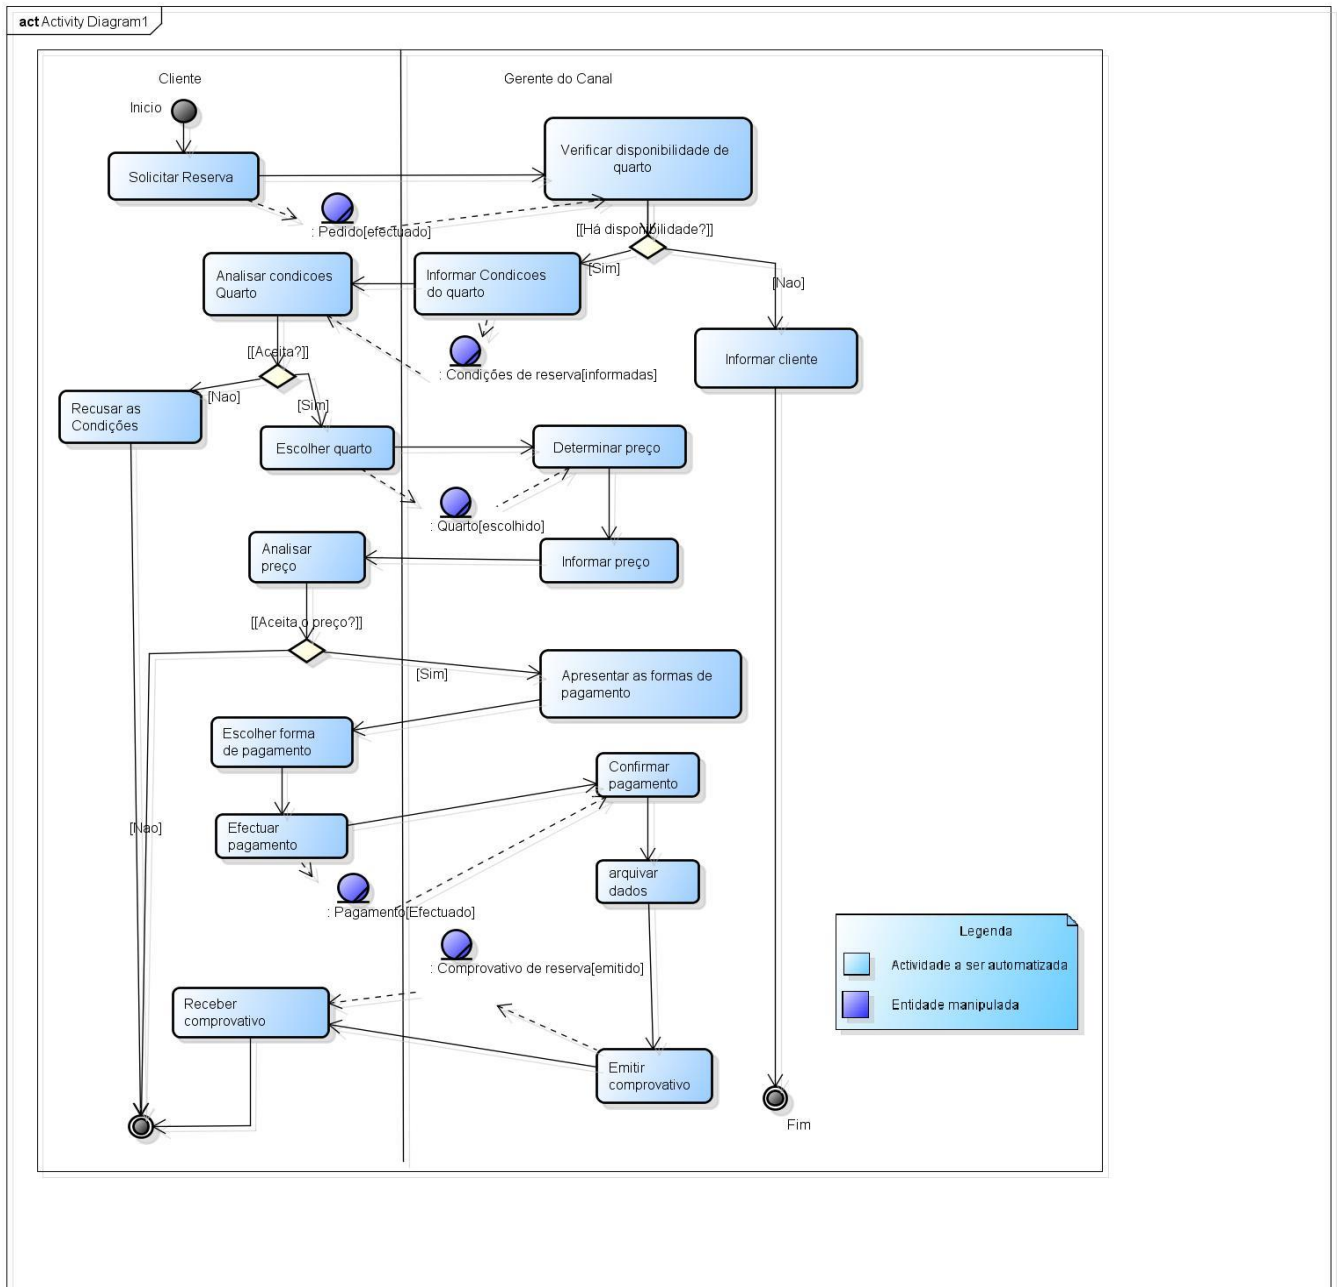 act Activity Diagram1
Cliente
Gerente do Canal
Inicio
Verificar disponibilidade de
quarto
Solicitar Reserva
: Pedido[efectuado]
[[Há disponibilidade?]]
[Sim]
[Nao]
Analisar condicoes
Quarto
Informar Condicoes
do quarto
Informar cliente
[[Aceita?]]
: Condições de reserva[informadas]
[Nao]
[Sim]
Recusar as
Condições
Escolher quarto
Determinar preço
: Quarto[escolhido]
Analisar
preço
Informar preço
[[Aceita o preço?]]
[Sim]
Apresentar as formas de
pagamento
Escolher forma
de pagamento
Confirmar
pagamento
[Nao]
Efectuar
pagamento
arquivar
dados
: Pagamento[Efectuado]
Legenda
Actividade a ser automatizada
Entidade manipulada
: Comprovativo de reserva[emitido]
Receber
comprovativo
Emitir
comprovativo
Fim